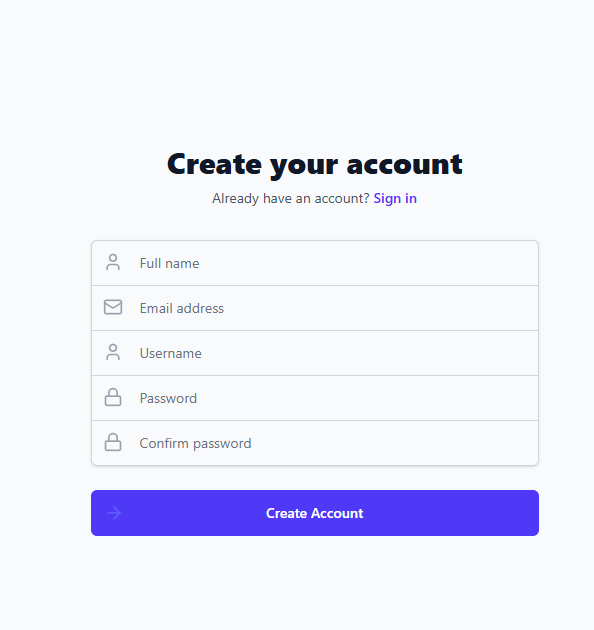 Create your account
Already have an account? Sign in
Full name
Email address
Username
Password
Confirm password
Create Account